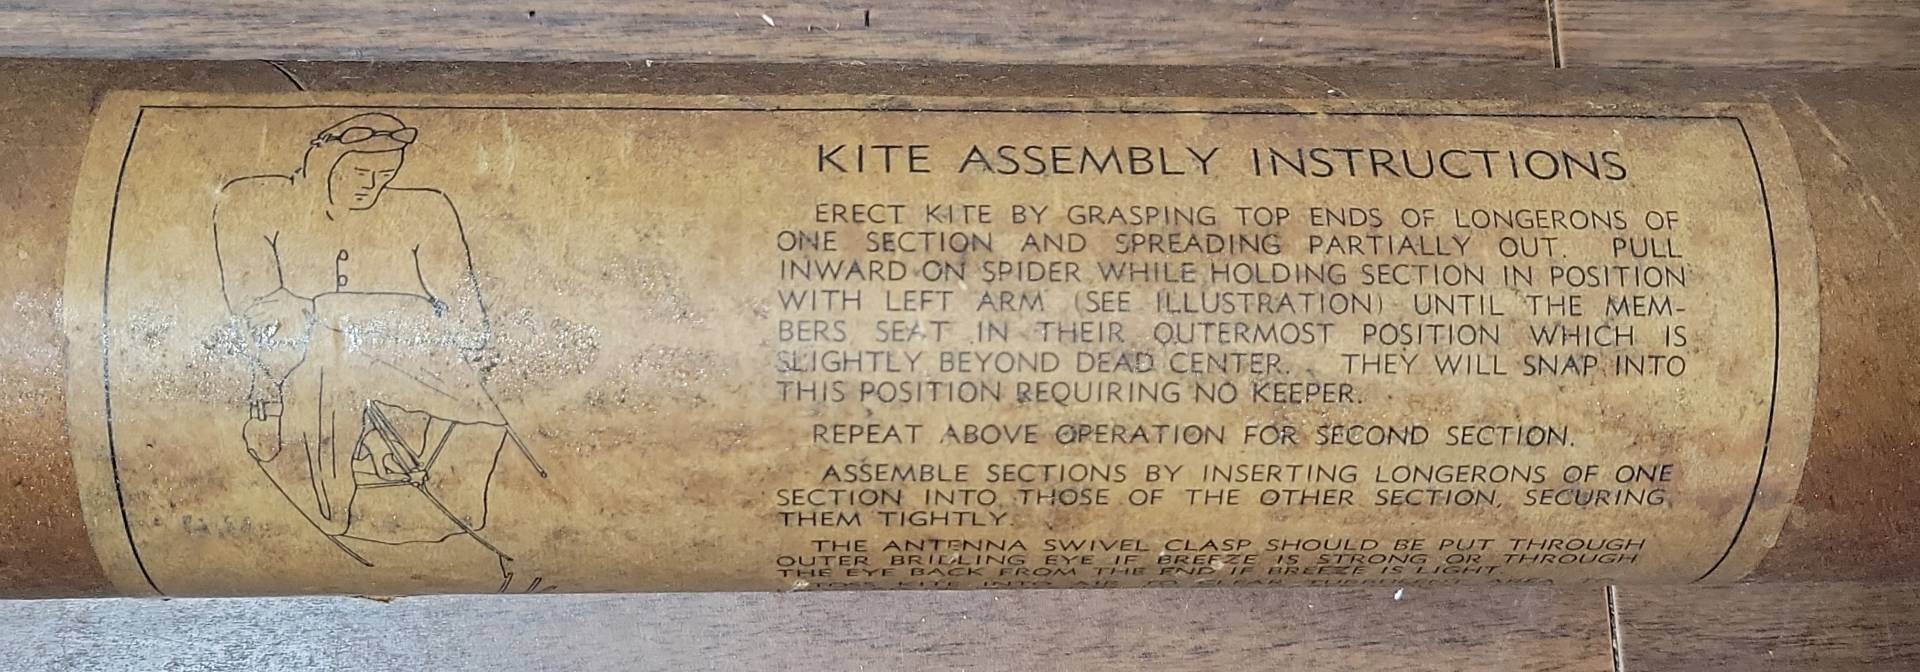 KITE ASSEMBLY INSTRUCTIONS
ERECT KITE BY GRASPING TOP ENDS OF LONGERONS OF
ONE SECTION AND SPREADING PARTIALLY OUT. PULL
INWARD ON SPIDER WHILE HOLDING SECTION IN POSITION
WITH LEFT ARM (SEE ILLUSTRATION) UNTIL THE MEM-
BERS SEAT IN THEIR OUTERMOST POSITION WHICH IS
SLIGHTLY BEYOND DEAD CENTER. THEY WILL SNAP INTO
THIS POSITION REQUIRING NO KEEPER.
REPEAT ABOVE OPERATION FOR SECOND SECTION.
ASSEMBLE SECTIONS BY INSERTING LONGERONS OF ONE
SECTION INTO THOSE OF THE OTHER SECTION, SECURING
THEM TIGHTLY.
THE ANTENNA SWIVEL CLASP SHOULD BE PUT THROUGH
OUTER BRIDLING EYE IF BREEZE IS STRONG OR THROUGH
THE EYE BACK FROM THE END IF BREEZE IS LIGHT.
KITE INTO AIR